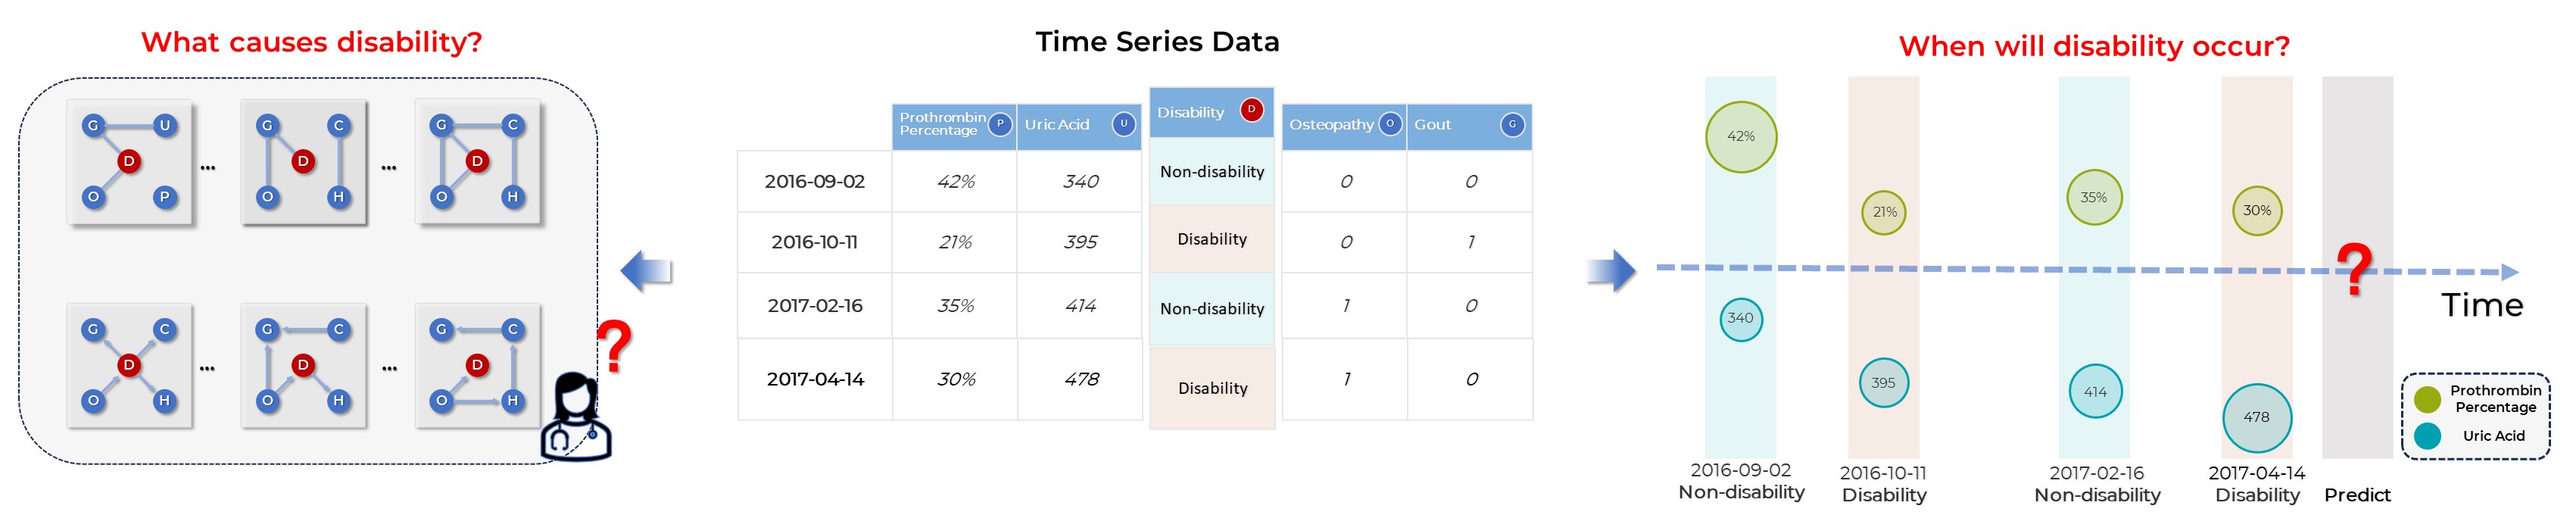 What causes disability?
G U
D
O P
...
G C
D
O H
...
G C
D
O H
G C
D
O H
...
G C
D
O H
...
G C
D
O H
?
Time Series Data
Prothrombin Percentage P Uric Acid U Disability D Osteopathy O Gout G
2016-09-02 42% 340 Non-disability 0 0
2016-10-11 21% 395 Disability 0 1
2017-02-16 35% 414 Non-disability 1 0
2017-04-14 30% 478 Disability 1 0
When will disability occur?
42%
21%
35%
30%
?
Time
340
395
414
478
Prothrombin
Percentage
Uric Acid
2016-09-02
Non-disability
2016-10-11
Disability
2017-02-16
Non-disability
2017-04-14
Disability
Predict